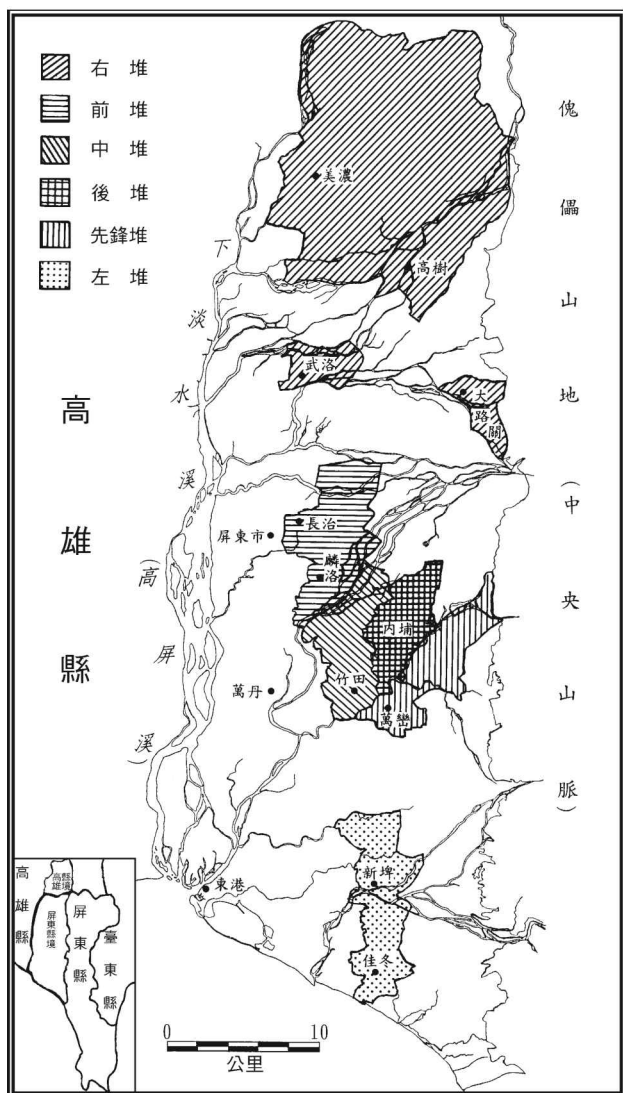 右堆
前堆
中堆
後堆
先鋒堆
左堆
傀儡山地(中央山脈)
下淡水溪(高屏溪)
高雄縣
美濃
高樹
武洛
大路關
長治
屏東市
麟洛
內埔
竹田
萬丹
萬巒
新埤
東港
佳冬
0 10
公里
高雄縣
高雄縣境
屏東縣境
屏東縣
臺東縣